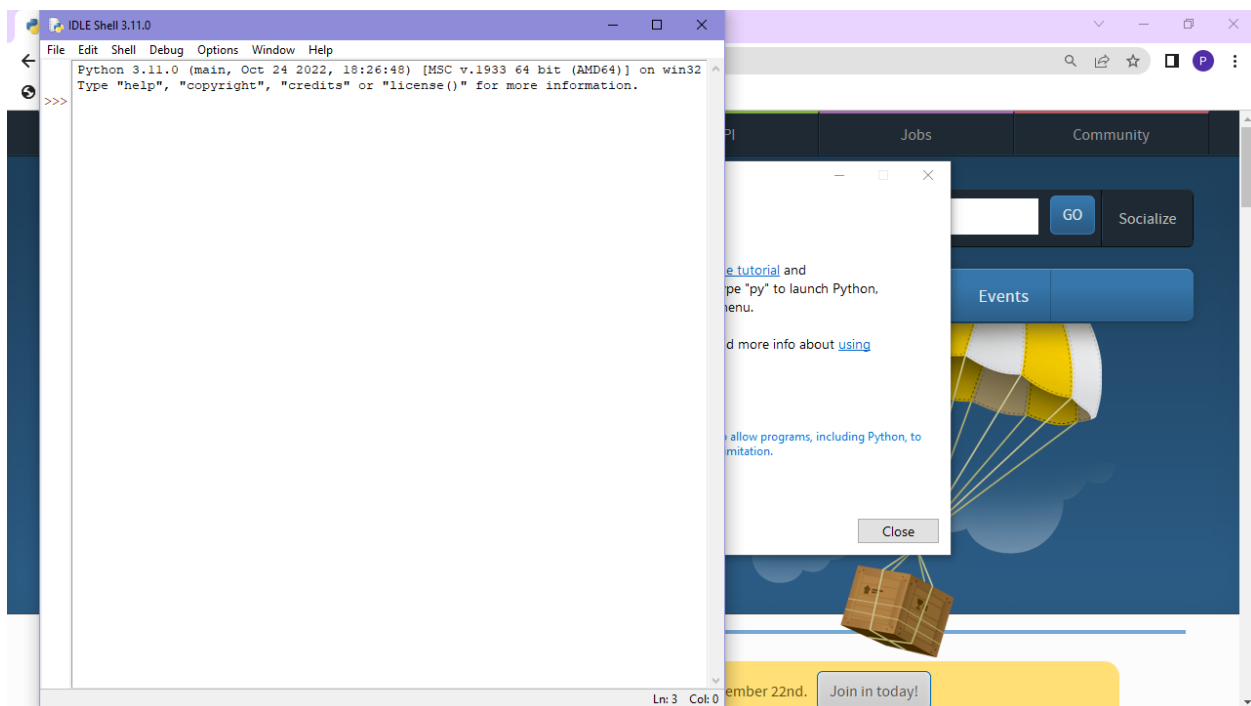 IDLE Shell 3.11.0
File Edit Shell Debug Options Window Help
Python 3.11.0 (main, Oct 24 2022, 18:26:48) [MSC v.1933 64 bit (AMD64)] on win32
Type "help", "copyright", "credits" or "license()" for more information.
>>>
Ln: 3 Col: 0
P
PI
Jobs
Community
GO
Socialize
e tutorial and
pe "py" to launch Python,
enu.
Events
d more info about using
allow programs, including Python, to
mitation.
Close
ember 22nd.
Join in today!